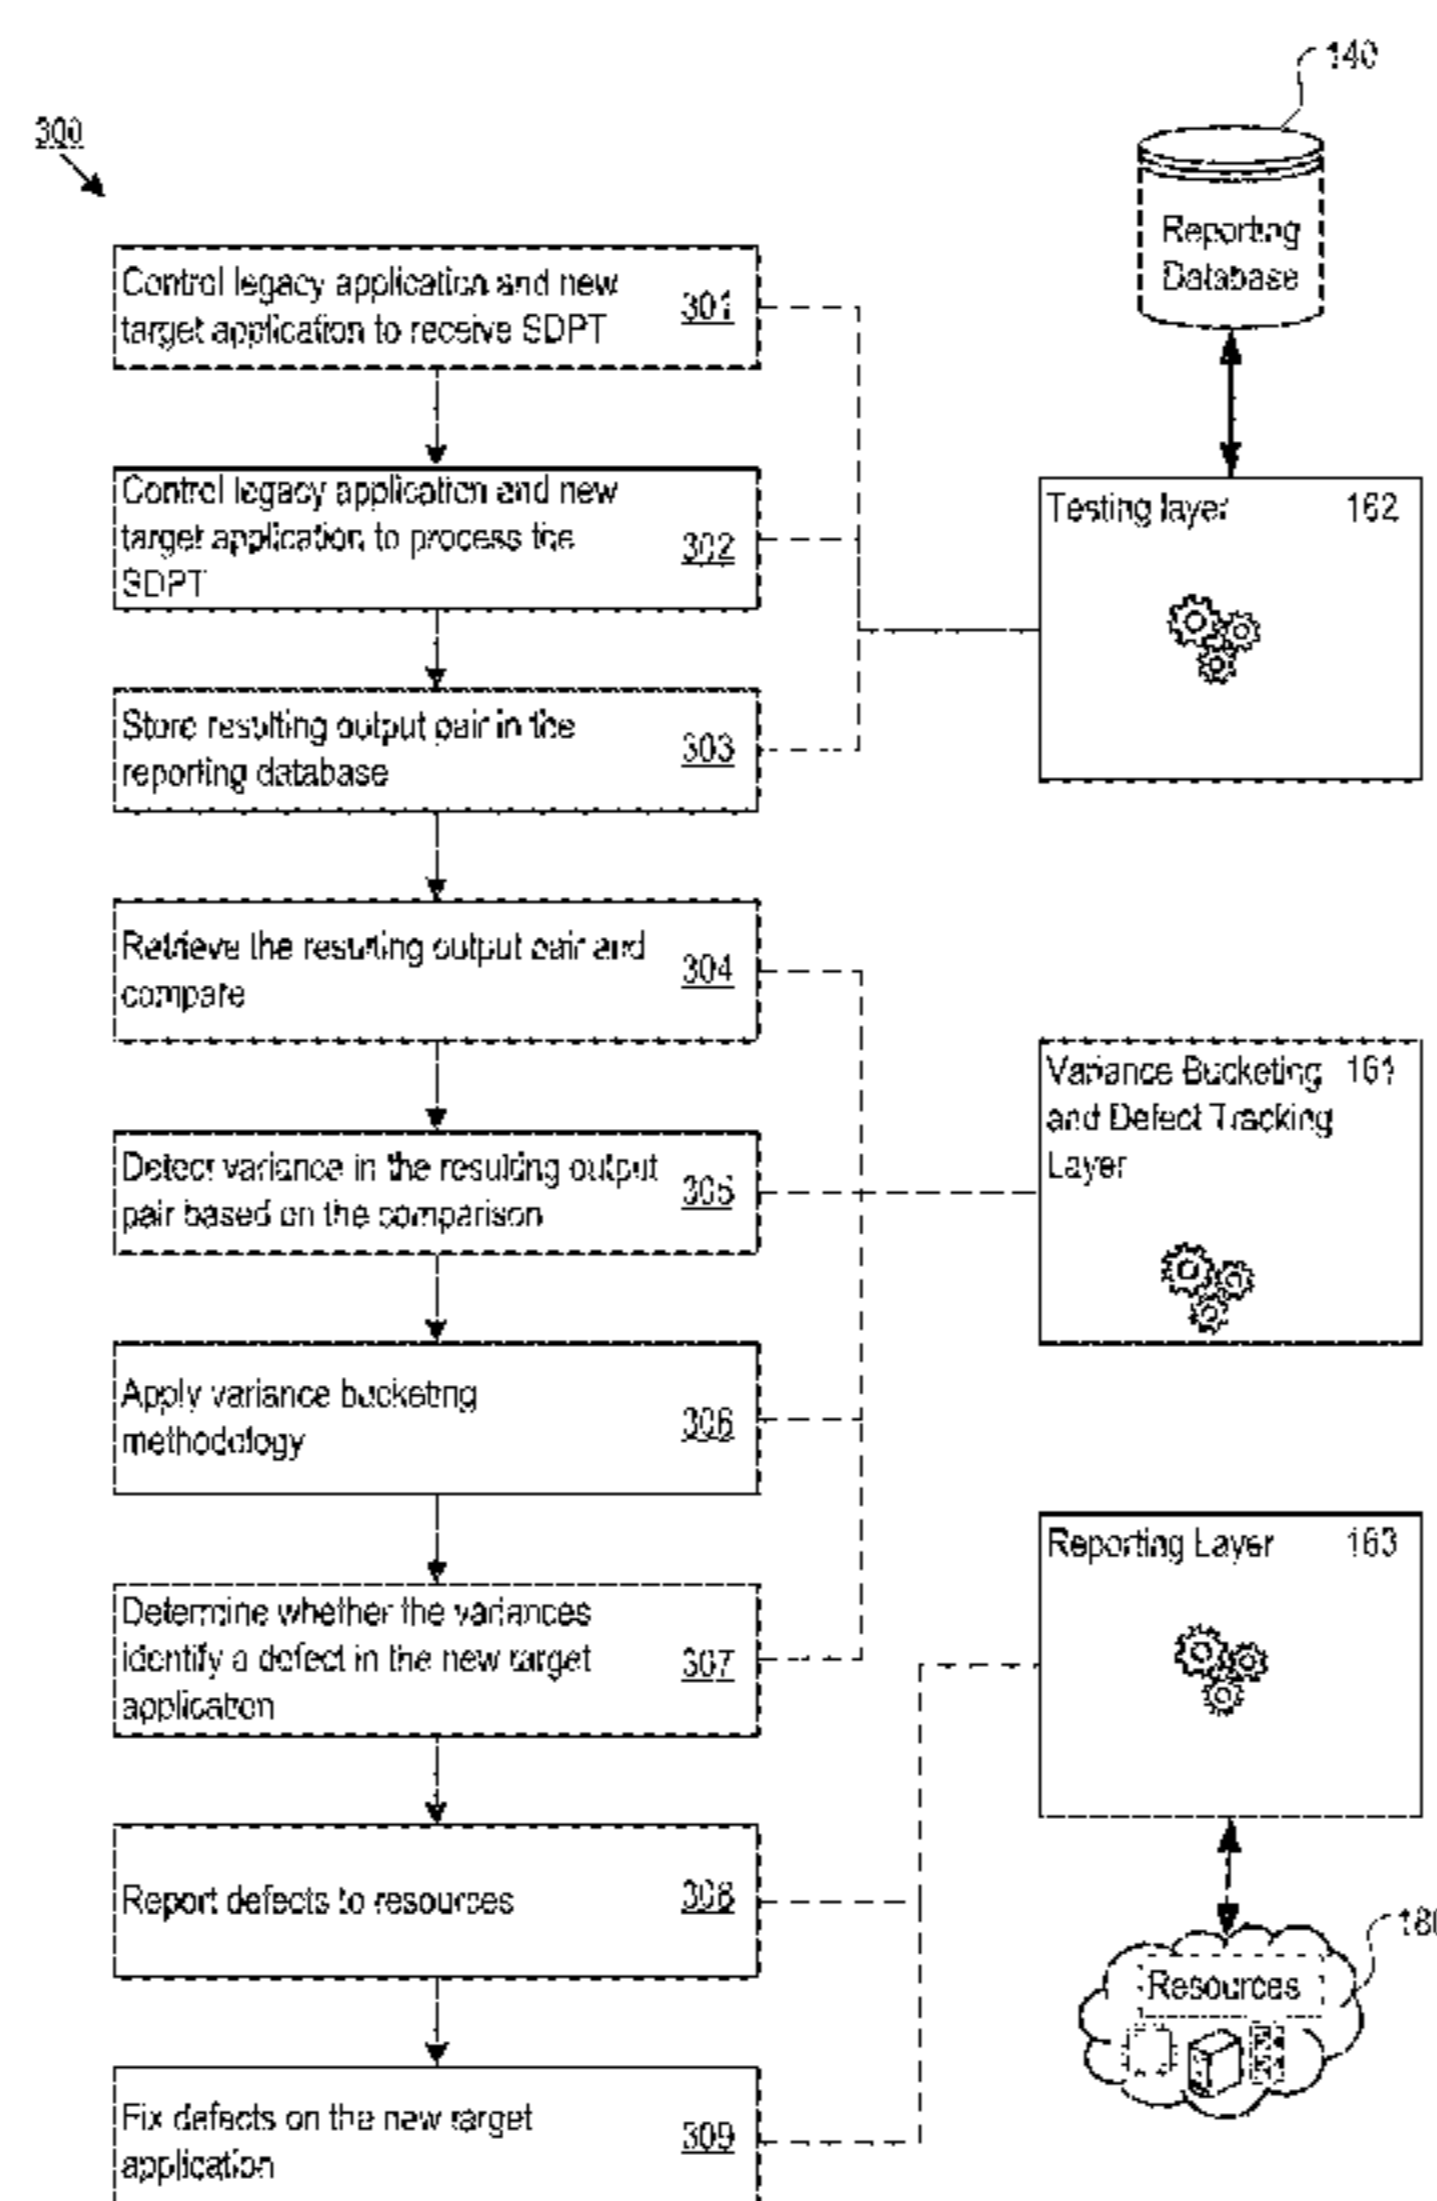 300
140
Reporting
Database
Control legacy application and new
target application to receive SDPT
301
Control legacy application and new
target application to process the
SDPT
302
Testing layer 162
Store resulting output pair in the
reporting database
303
Retrieve the resulting output pair and
compare
304
Variance Bucketing 161
and Defect Tracking
Layer
Detect variance in the resulting output
pair based on the comparison
305
Apply variance bucketing
methodology
306
Reporting Layer 163
Determine whether the variances
identify a defect in the new target
application
307
Report defects to resources
308
180
Resources
Fix defects on the new target
application
309